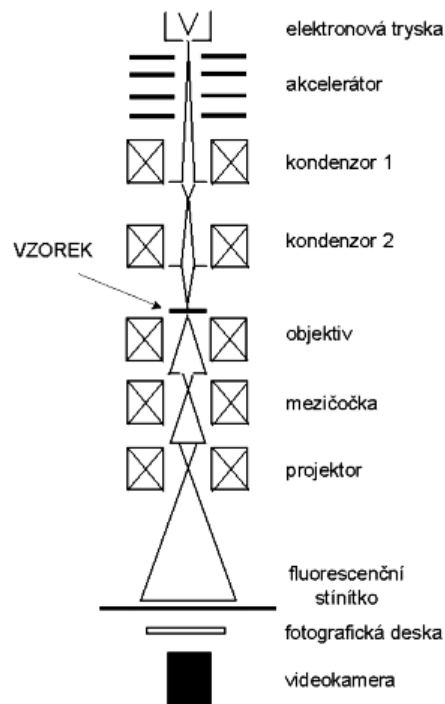 elektronová tryska
akcelerátor
kondenzor 1
kondenzor 2
VZOREK
objektiv
mezičočka
projektor
fluorescenční
stínítko
fotografická deska
videokamera